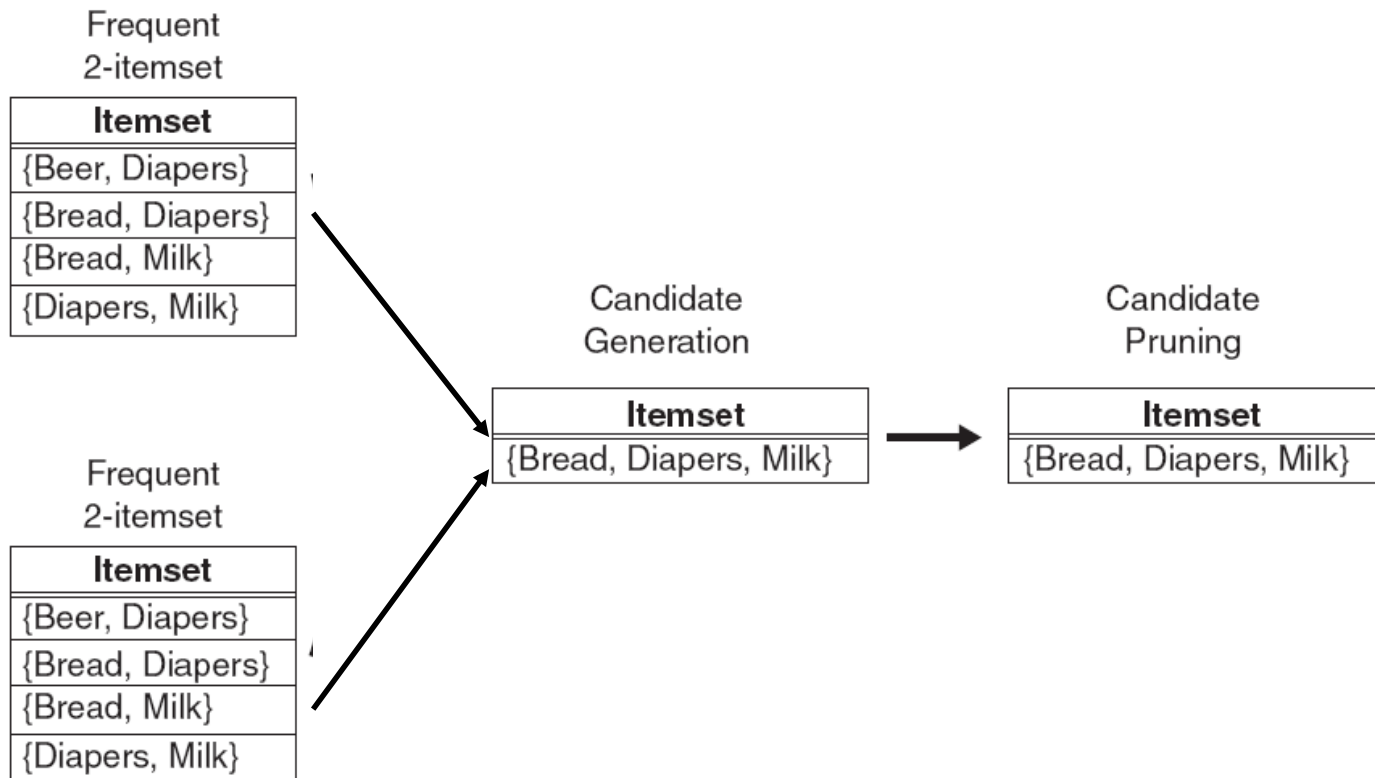 Frequent
2-itemset
Itemset
{Beer, Diapers}
{Bread, Diapers}
{Bread, Milk}
{Diapers, Milk}
Frequent
2-itemset
Itemset
{Beer, Diapers}
{Bread, Diapers}
{Bread, Milk}
{Diapers, Milk}
Candidate
Generation
Itemset
{Bread, Diapers, Milk}
Candidate
Pruning
Itemset
{Bread, Diapers, Milk}